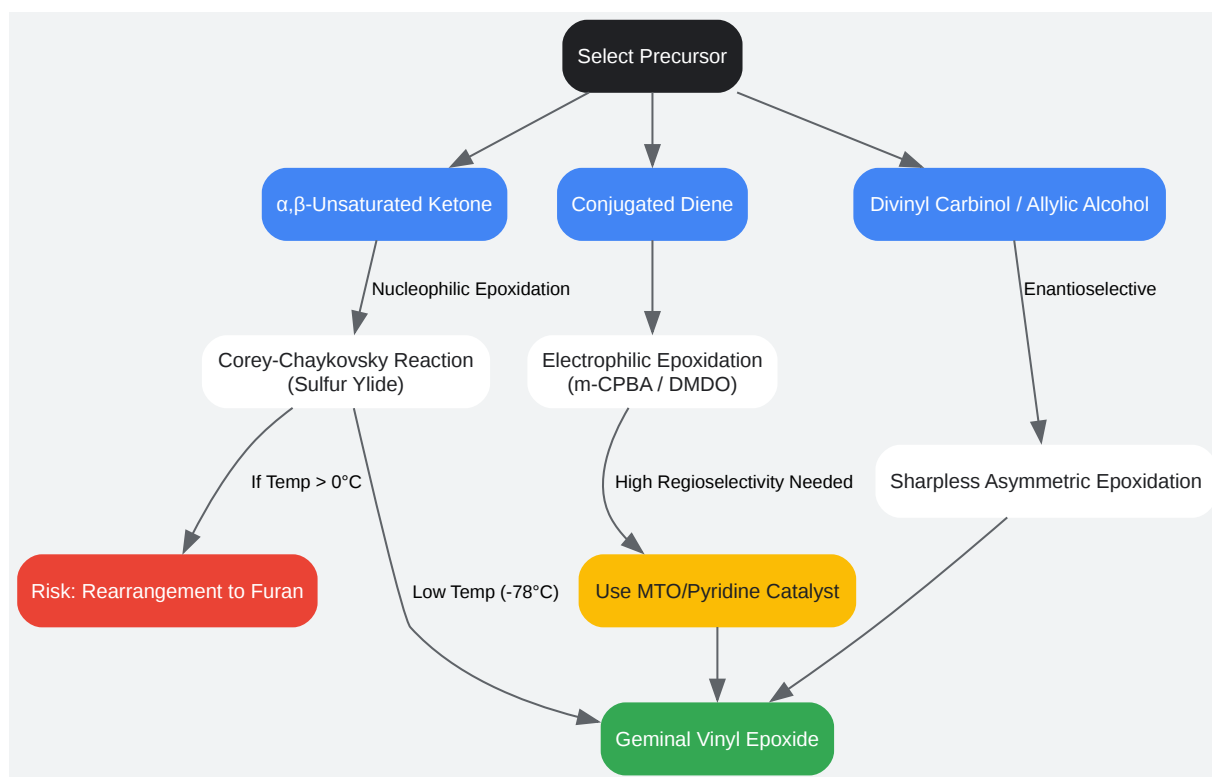 Select Precursor
α,β-Unsaturated Ketone
Conjugated Diene
Divinyl Carbinol / Allylic Alcohol
Nucleophilic Epoxidation
Enantioselective
Corey-Chaykovsky Reaction
(Sulfur Ylide)
Electrophilic Epoxidation
(m-CPBA / DMDO)
If Temp > 0°C
High Regioselectivity Needed
Sharpless Asymmetric Epoxidation
Risk: Rearrangement to Furan
Low Temp (-78°C)
Use MTO/Pyridine Catalyst
Geminal Vinyl Epoxide